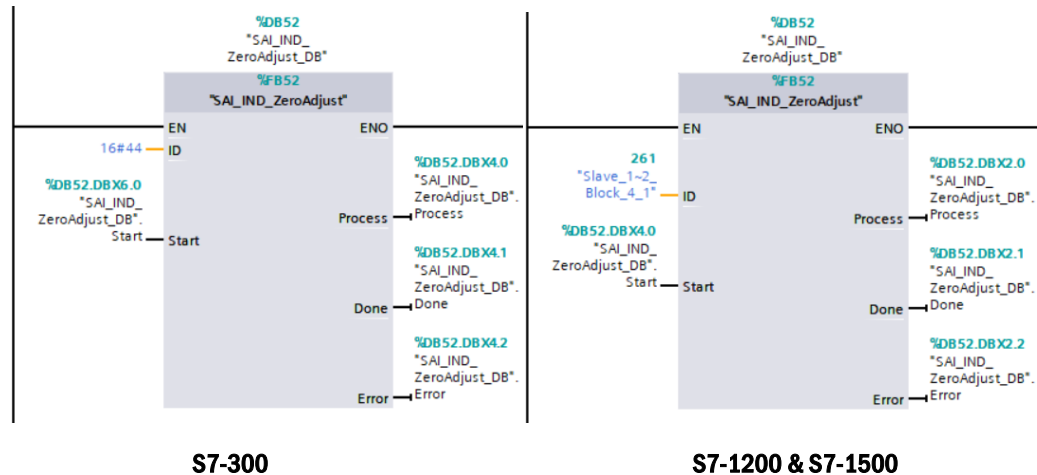 %DB52
"SAI_IND_
ZeroAdjust_DB"
%FB52
"SAI_IND_ZeroAdjust"
EN
ENO
16#44
ID
%DB52.DBX6.0
"SAI_IND_
ZeroAdjust_DB".
Start
Start
%DB52.DBX4.0
"SAI_IND_
ZeroAdjust_DB".
Process
Process
%DB52.DBX4.1
"SAI_IND_
ZeroAdjust_DB".
Done
Done
%DB52.DBX4.2
"SAI_IND_
ZeroAdjust_DB".
Error
Error
S7-300
%DB52
"SAI_IND_
ZeroAdjust_DB"
%FB52
"SAI_IND_ZeroAdjust"
EN
ENO
261
"Slave_1~2_
Block_4_1"
ID
%DB52.DBX4.0
"SAI_IND_
ZeroAdjust_DB".
Start
Start
%DB52.DBX2.0
"SAI_IND_
ZeroAdjust_DB".
Process
Process
%DB52.DBX2.1
"SAI_IND_
ZeroAdjust_DB".
Done
Done
%DB52.DBX2.2
"SAI_IND_
ZeroAdjust_DB".
Error
Error
S7-1200 & S7-1500